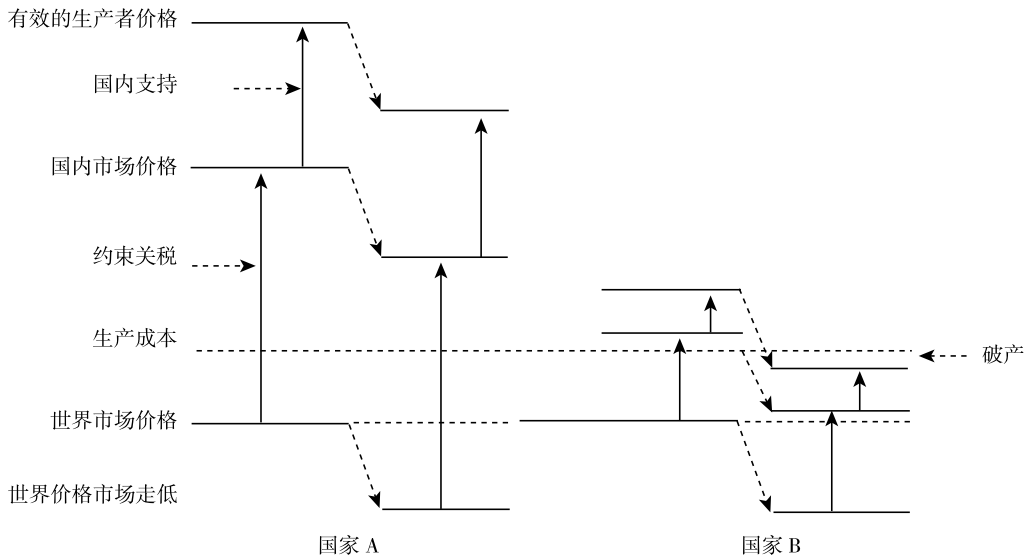 有效的生产者价格
国内支持
国内市场价格
约束关税
生产成本
破产
世界市场价格
世界价格市场走低
国家 A
国家 B